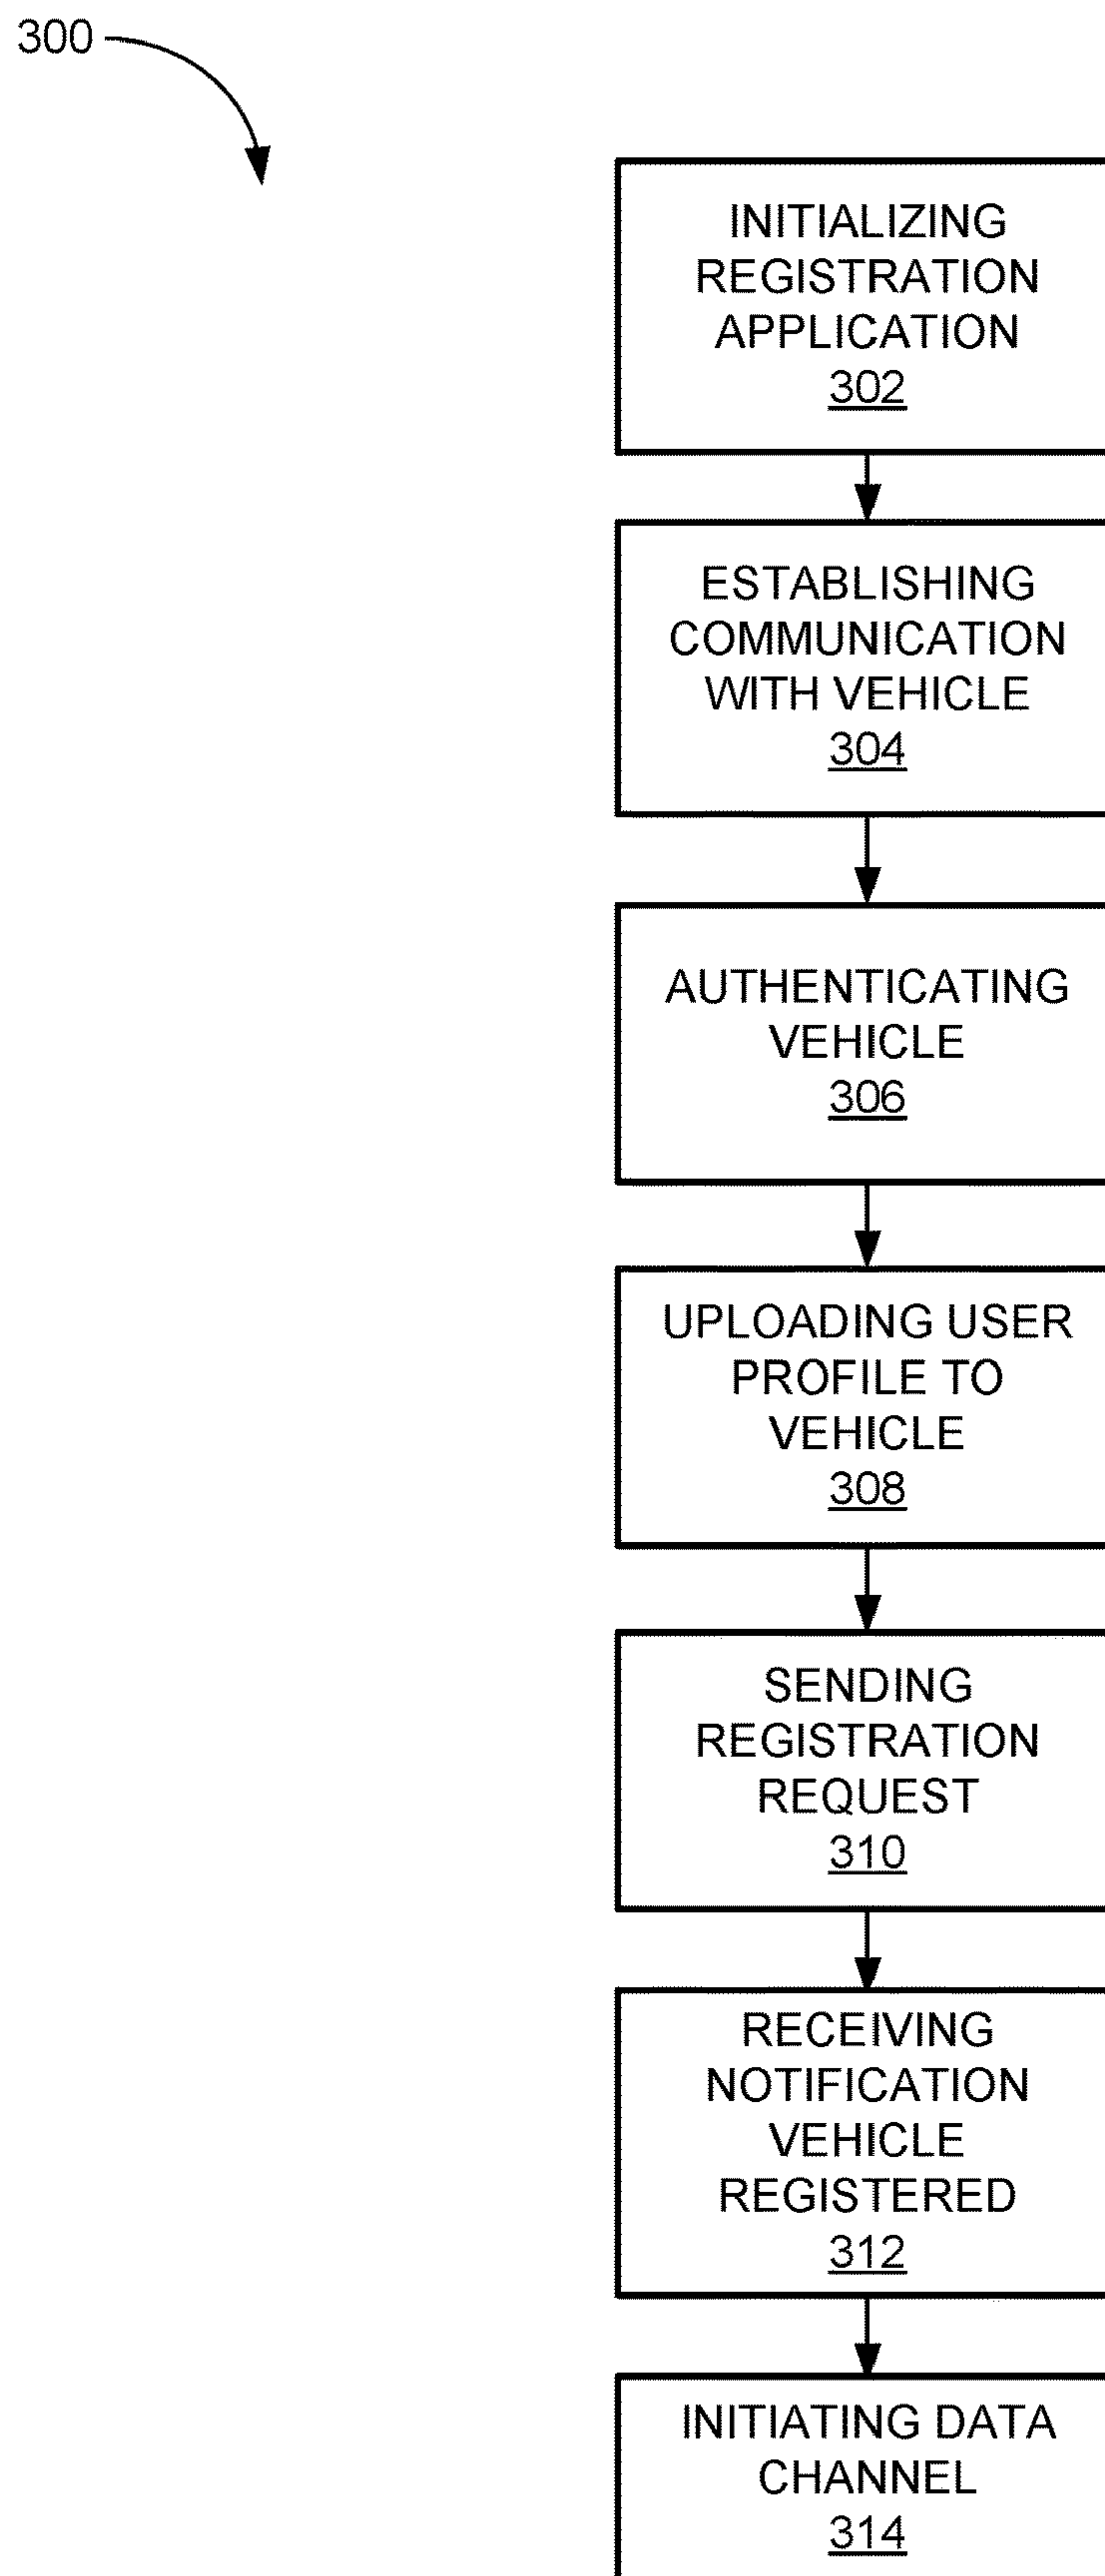 300
INITIALIZING
REGISTRATION
APPLICATION
302
ESTABLISHING
COMMUNICATION
WITH VEHICLE
304
AUTHENTICATING
VEHICLE
306
UPLOADING USER
PROFILE TO
VEHICLE
308
SENDING
REGISTRATION
REQUEST
310
RECEIVING
NOTIFICATION
VEHICLE
REGISTERED
312
INITIATING DATA
CHANNEL
314